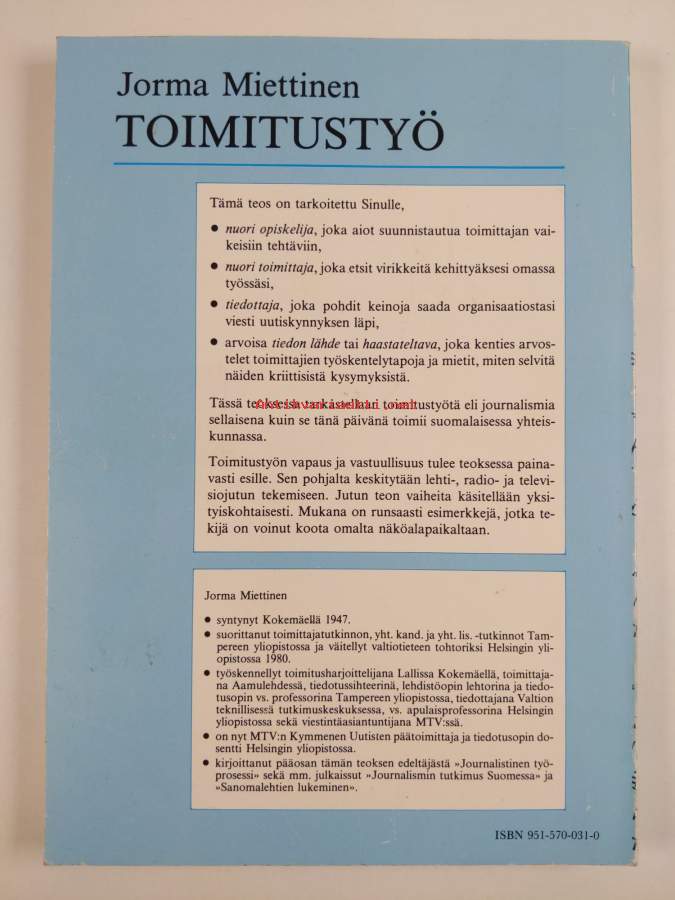 Jorma Miettinen
TOIMITUSTYÖ
Tämä teos on tarkoitettu Sinulle,
● nuori opiskelija, joka aiot suunnistautua toimittajan vai-
keisiin tehtäviin,
● nuori toimittaja, joka etsit virikkeitä kehittyäksesi omassa
työssäsi,
● tiedottaja, joka pohdit keinoja saada organisaatiostasi
viesti uutiskynnyksen läpi,
● arvoisa tiedon lähde tai haastateltava, joka kenties arvos-
telet toimittajien työskentelytapoja ja mietit, miten selvitä
näiden kriittisistä kysymyksistä.
Tässä teoksessa tarkastellaan toimitustyötä eli journalismia
sellaisena kuin se tänä päivänä toimii suomalaisessa yhteis-
kunnassa.
Toimitustyön vapaus ja vastuullisuus tulee teoksessa paina-
vasti esille. Sen pohjalta keskitytään lehti-, radio- ja televi-
siojutun tekemiseen. Jutun teon vaiheita käsitellään yksi-
tyiskohtaisesti. Mukana on runsaasti esimerkkejä, jotka te-
kijä on voinut koota omalta näköalapaikaltaan.
Jorma Miettinen
● syntynyt Kokemäellä 1947.
● suorittanut toimittajatutkinnon, yht. kand. ja yht. lis. -tutkinnot Tam-
pereen yliopistossa ja väitellyt valtiotieteen tohtoriksi Helsingin yli-
opistossa 1980.
● työskennellyt toimitusharjoittelijana Lallissa Kokemäellä, toimittaja-
na Aamulehdessä, tiedotussihteerinä, lehdistöopin lehtorina ja tiedo-
tusopin vs. professorina Tampereen yliopistossa, tiedottajana Valtion
teknillisessä tutkimuskeskuksessa, vs. apulaisprofessorina Helsingin
yliopistossa sekä viestintäasiantuntijana MTV:ssä.
● on nyt MTV:n Kymmenen Uutisten päätoimittaja ja tiedotusopin do-
sentti Helsingin yliopistossa.
● kirjoittanut pääosan tämän teoksen edeltäjästä »Journalistinen työ-
prosessi» sekä mm. julkaissut »Journalismin tutkimus Suomessa» ja
»Sanomalehtien lukeminen».
ISBN 951-570-031-0